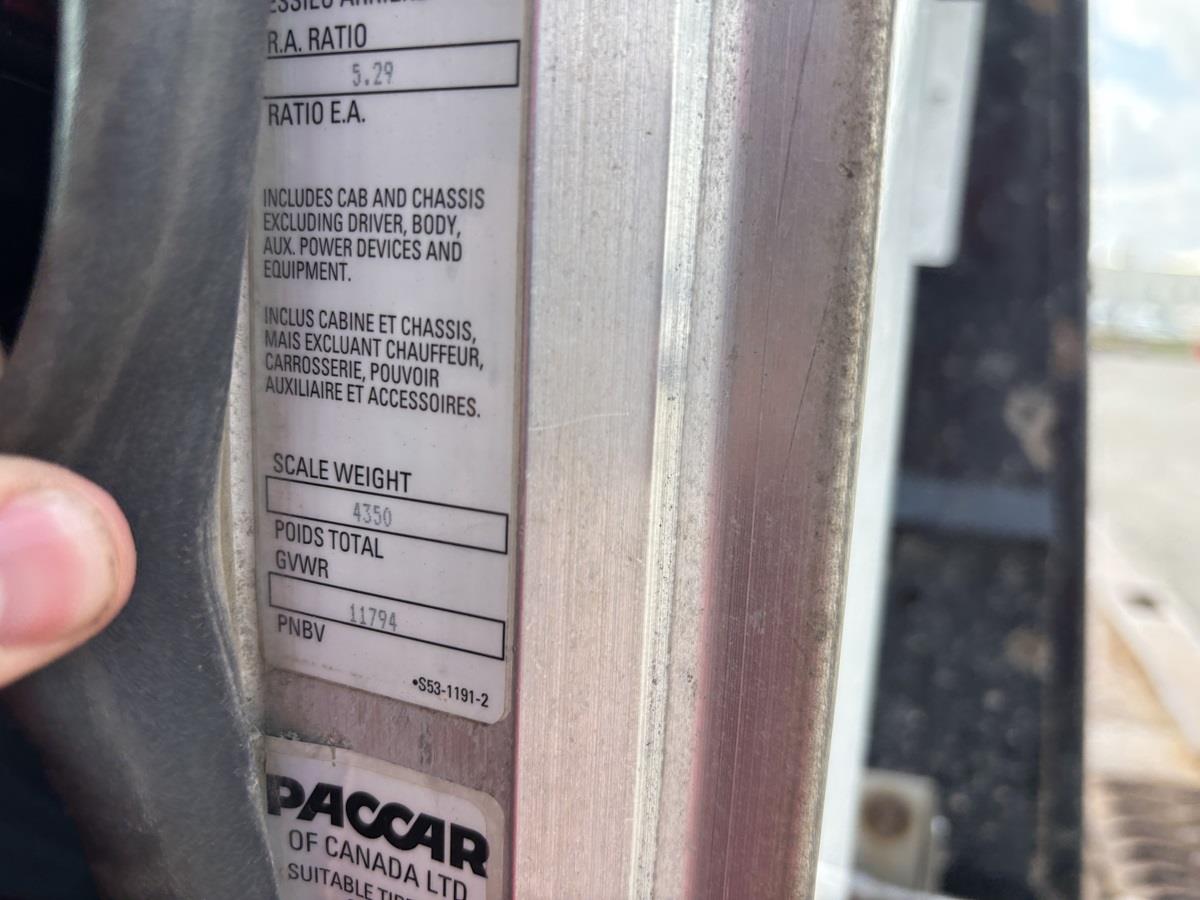 R.A. RATIO
5.29
RATIO E.A.
INCLUDES CAB AND CHASSIS
EXCLUDING DRIVER, BODY,
AUX. POWER DEVICES AND
EQUIPMENT.
INCLUS CABINE ET CHASSIS,
MAIS EXCLUANT CHAUFFEUR,
CARROSSERIE, POUVOIR
AUXILIAIRE ET ACCESSOIRES.
SCALE WEIGHT
4350
POIDS TOTAL
GVWR
11794
PNBV
•S53-1191-2
PACCAR
OF CANADA LTD
SUITABLE